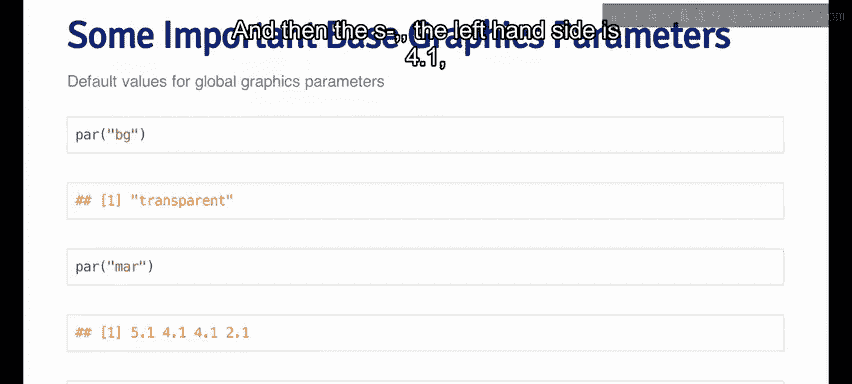 Some Important Base Graphics Parameters
And then the s-,, the left hand side is
4.1,
Default values for global graphics parameters
par("bg")
## [1] "transparent"
par("mar")
## [1] 5.1 4.1 4.1 2.1